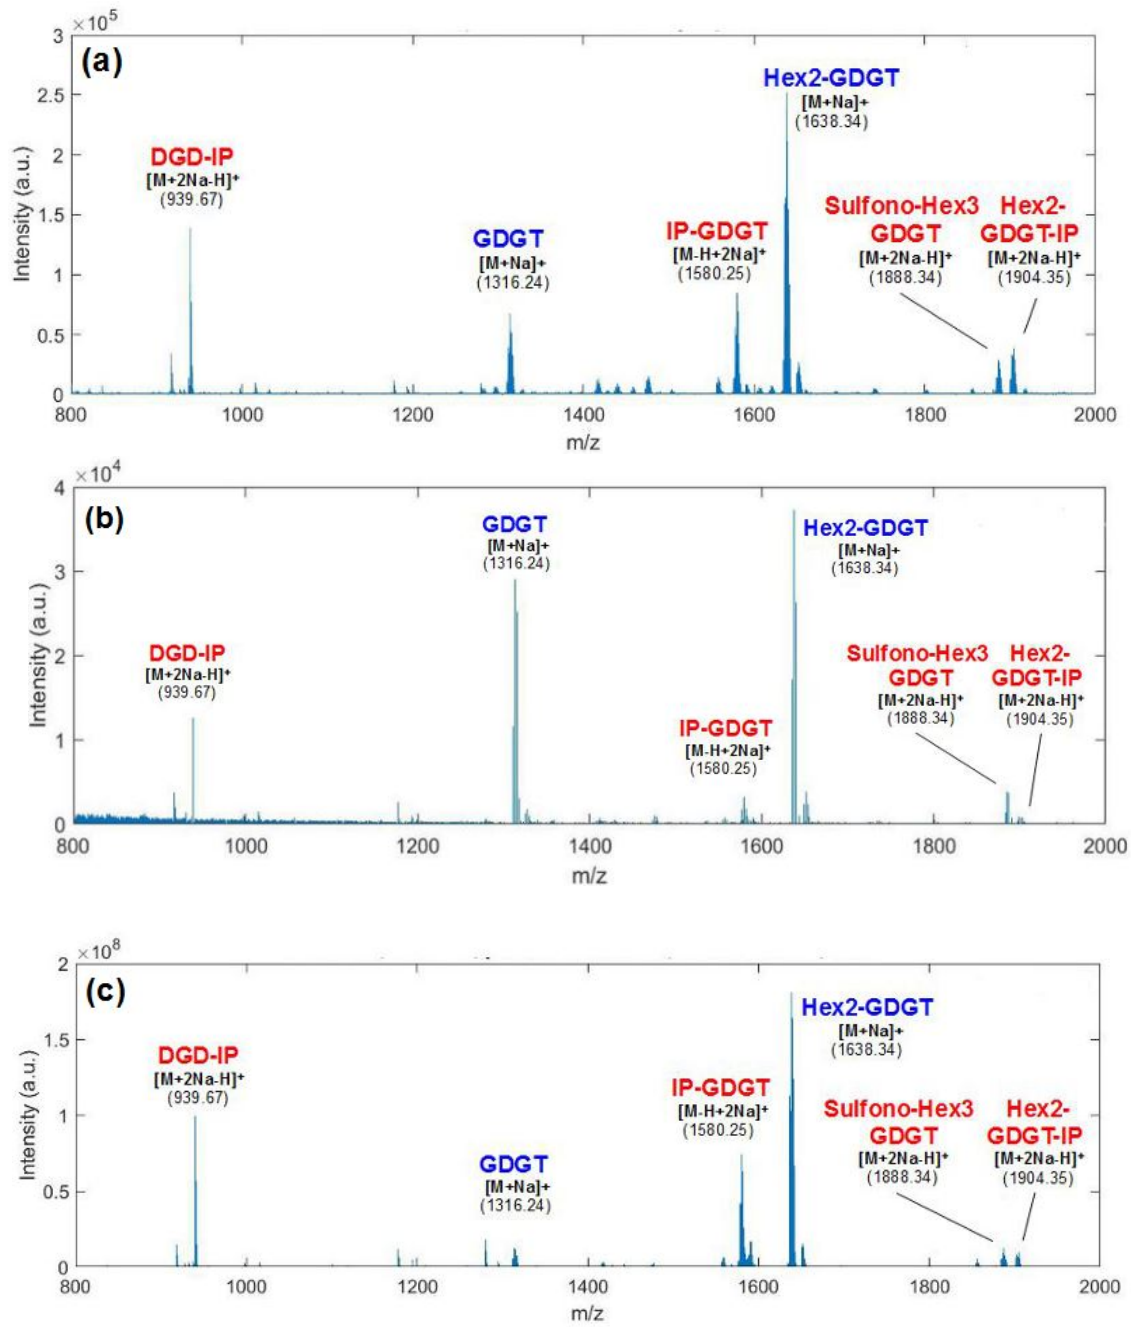 ×10⁵
(a)
3
2.5
2
1.5
1
0.5
0
Intensity (a.u.)
DGD-IP
[M+2Na-H]⁺
(939.67)
GDGT
[M+Na]+
(1316.24)
IP-GDGT
[M-H+2Na]⁺
(1580.25)
Hex2-GDGT
[M+Na]+
(1638.34)
Sulfono-Hex3
GDGT
[M+2Na-H]⁺
(1888.34)
Hex2-
GDGT-IP
[M+2Na-H]⁺
(1904.35)
800 1000 1200 1400 1600 1800 2000
m/z
×10⁴
(b)
4
3
2
1
0
Intensity (a.u.)
DGD-IP
[M+2Na-H]⁺
(939.67)
GDGT
[M+Na]+
(1316.24)
IP-GDGT
[M-H+2Na]⁺
(1580.25)
Hex2-GDGT
[M+Na]+
(1638.34)
Sulfono-Hex3
GDGT
[M+2Na-H]⁺
(1888.34)
Hex2-
GDGT-IP
[M+2Na-H]⁺
(1904.35)
800 1000 1200 1400 1600 1800 2000
m/z
×10⁸
(c)
2
1.5
1
0.5
0
Intensity (a.u.)
DGD-IP
[M+2Na-H]⁺
(939.67)
GDGT
[M+Na]+
(1316.24)
IP-GDGT
[M-H+2Na]⁺
(1580.25)
Hex2-GDGT
[M+Na]+
(1638.34)
Sulfono-Hex3
GDGT
[M+2Na-H]⁺
(1888.34)
Hex2-
GDGT-IP
[M+2Na-H]⁺
(1904.35)
800 1000 1200 1400 1600 1800 2000
m/z